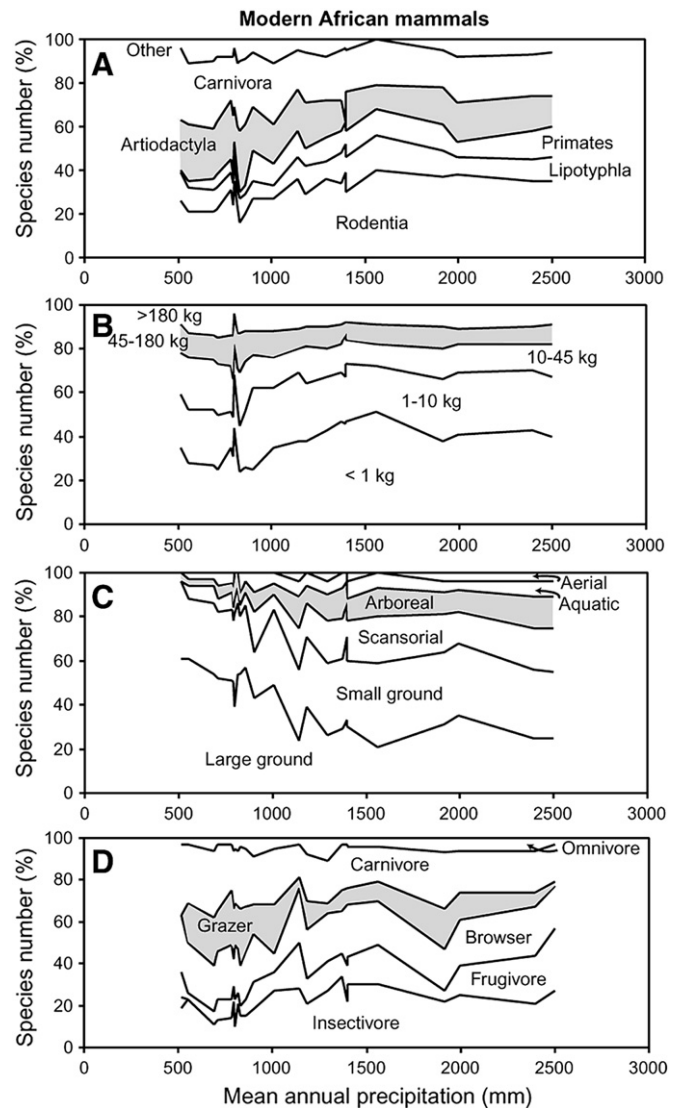 Modern African mammals
A
Species number (%)
100
80
60
40
20
0
Other
Carnivora
Artiodactyla
Primates
Lipotyphla
Rodentia
0 500 1000 1500 2000 2500 3000
B
Species number (%)
100
80
60
40
20
0
>180 kg
45-180 kg
10-45 kg
1-10 kg
< 1 kg
0 500 1000 1500 2000 2500 3000
C
Species number (%)
100
80
60
40
20
0
Aerial
Arboreal
Aquatic
Scansorial
Small ground
Large ground
0 500 1000 1500 2000 2500 3000
D
Species number (%)
100
80
60
40
20
0
Omnivore
Carnivore
Grazer
Browser
Frugivore
Insectivore
0 500 1000 1500 2000 2500 3000
Mean annual precipitation (mm)